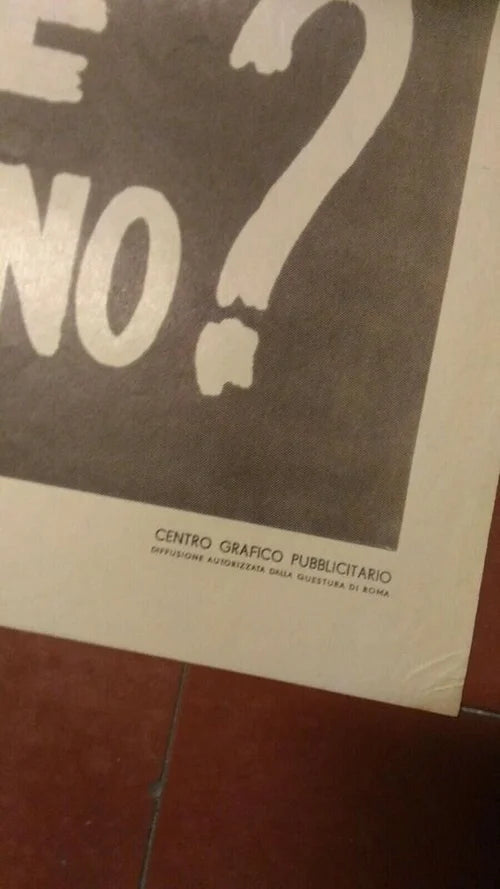 E
NO?
CENTRO GRAFICO PUBBLICITARIO
DIFFUSIONE AUTORIZZATA DALLA QUESTURA DI ROMA